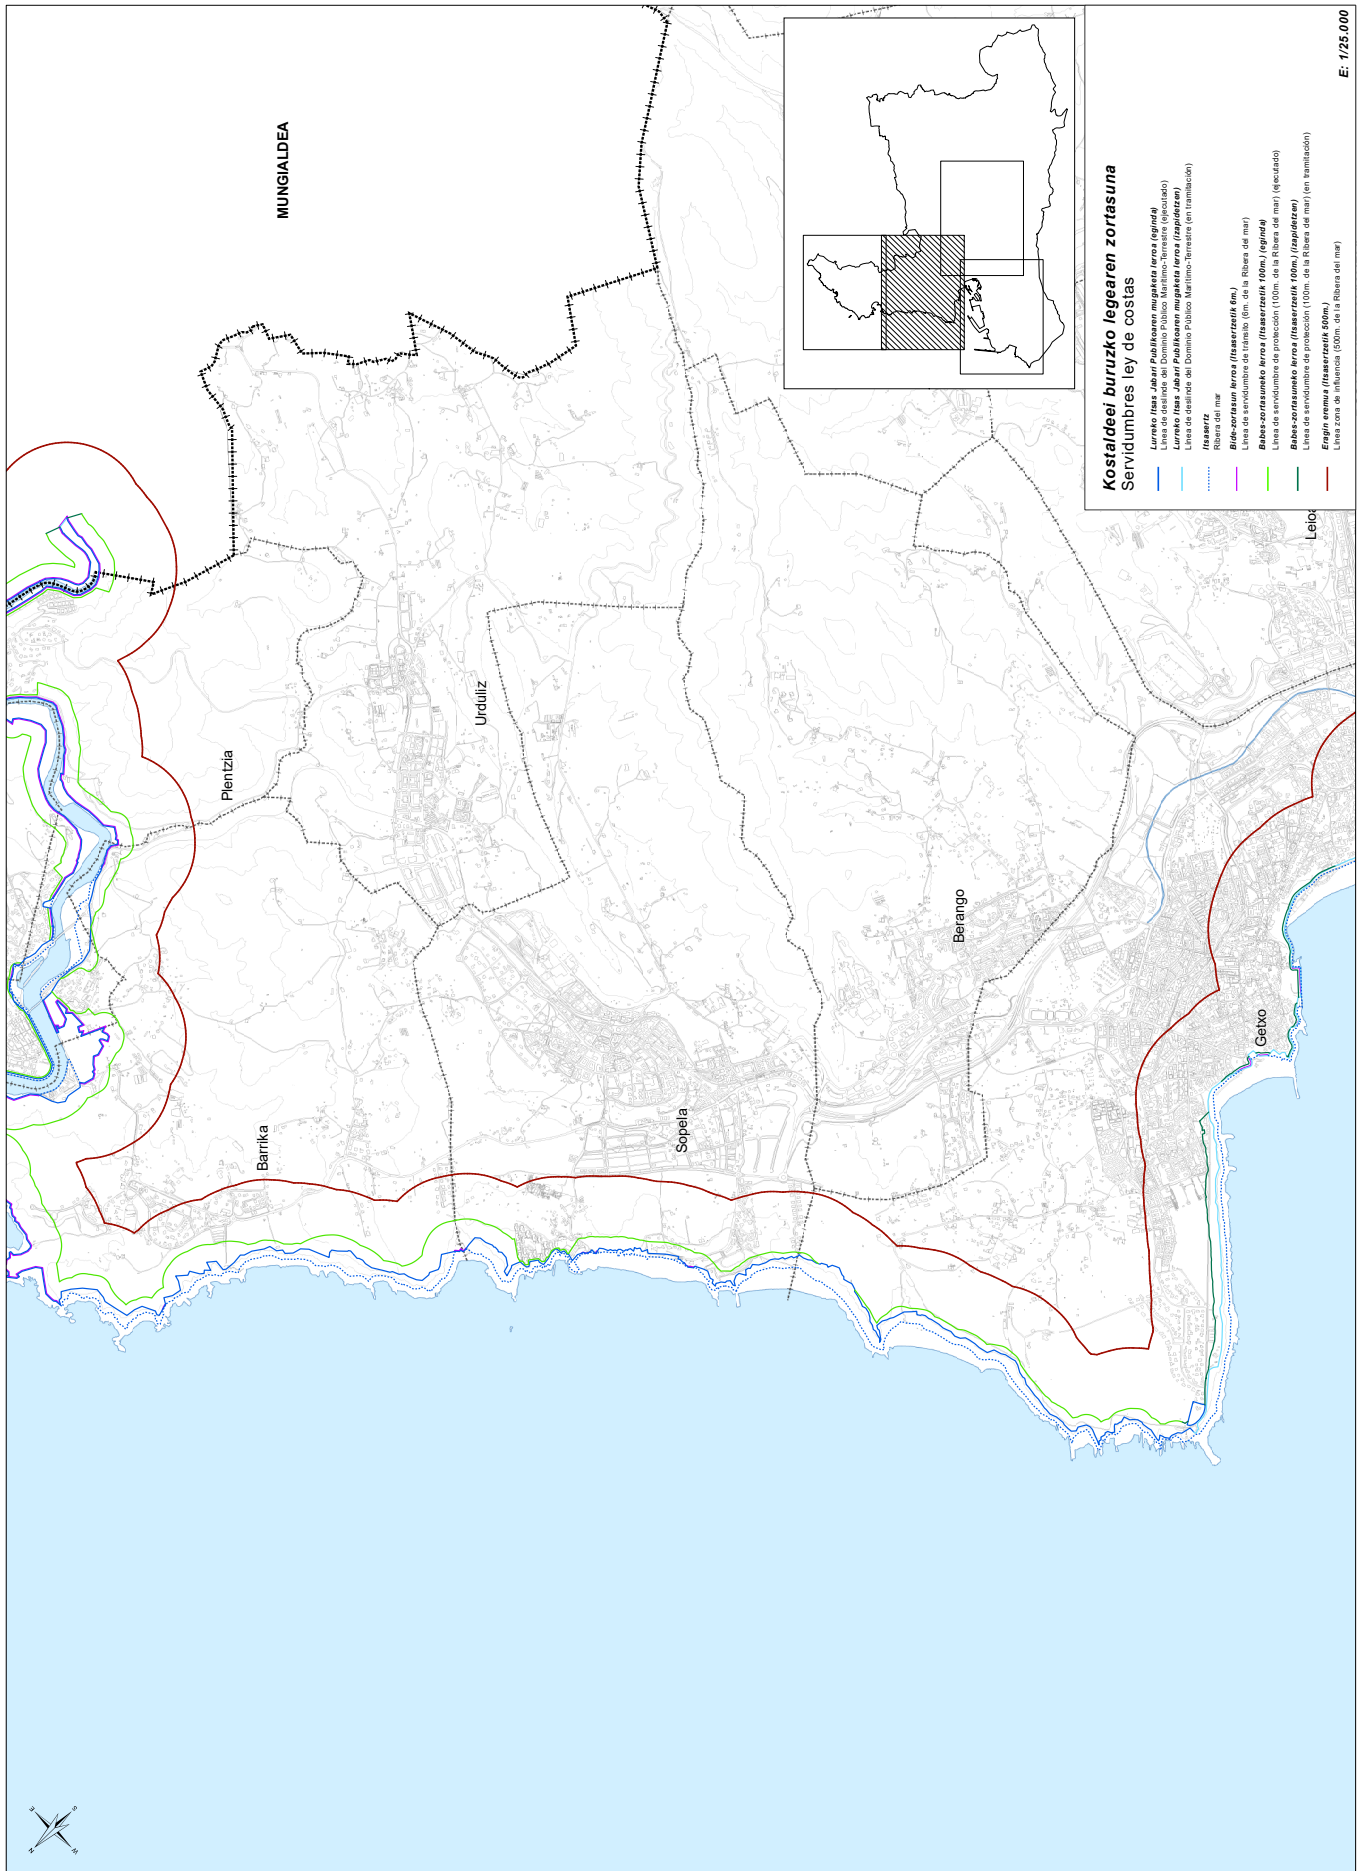 MUNGIALDEA
Plentzia
Urduliz
Barrika
Sopela
Berango
Getxo
Kostaldeei buruzko legearen zortasuna
Servidumbres ley de costas
Lurreko Itsas Jabari Publikoaren mugaketa lerroa (eginda)
Línea de deslinde del Dominio Público Marítimo-Terrestre (ejecutado)
Lurreko Itsas Jabari Publikoaren mugaketa lerroa (izapidetzen)
Línea de deslinde del Dominio Público Marítimo-Terrestre (en tramitación)
Itsasertz
Ribera del mar
Bide-zortasun lerroa (Itsasertzetik 6m.)
Línea de servidumbre de tránsito (6m. de la Ribera del mar)
Babes-zortasuneko lerroa (Itsasertzetik 100m.) (eginda)
Línea de servidumbre de protección (100m. de la Ribera del mar) (ejecutado)
Babes-zortasuneko lerroa (Itsasertzetik 100m.) (izapidetzen)
Línea de servidumbre de protección (100m. de la Ribera del mar) (en tramitación)
Eragin eremua (Itsasertzetik 500m.)
Línea zona de influencia (500m. de la Ribera del mar)
E: 1/25.000
N
E
S
W